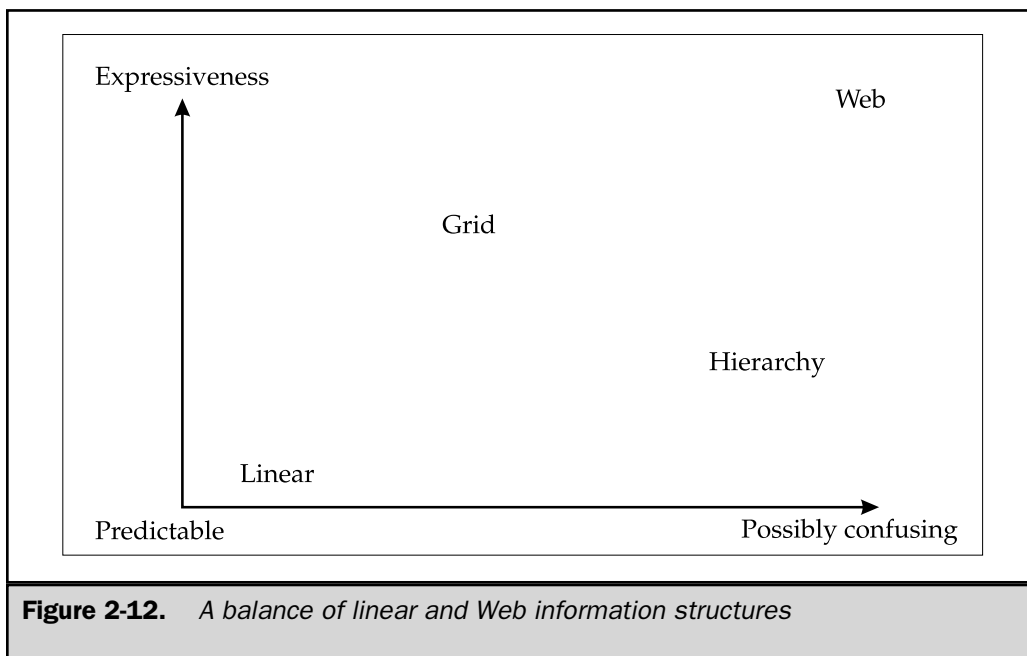 Expressiveness
Web
Grid
Hierarchy
Linear
Predictable
Possibly confusing
Figure 2-12. A balance of linear and Web information structures